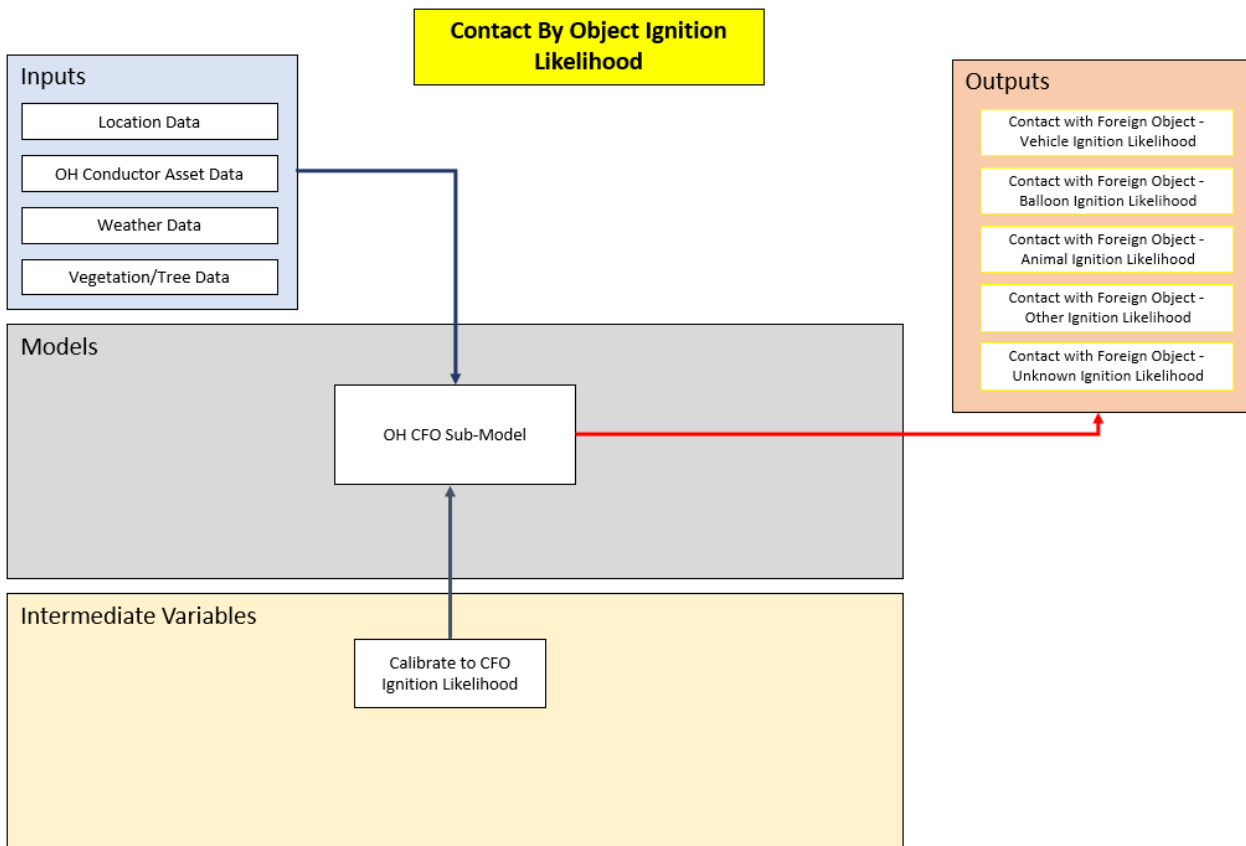 Contact By Object Ignition
Likelihood
Inputs
Location Data
OH Conductor Asset Data
Weather Data
Vegetation/Tree Data
Outputs
Contact with Foreign Object -
Vehicle Ignition Likelihood
Contact with Foreign Object -
Balloon Ignition Likelihood
Contact with Foreign Object -
Animal Ignition Likelihood
Contact with Foreign Object -
Other Ignition Likelihood
Contact with Foreign Object -
Unknown Ignition Likelihood
Models
OH CFO Sub-Model
Intermediate Variables
Calibrate to CFO
Ignition Likelihood